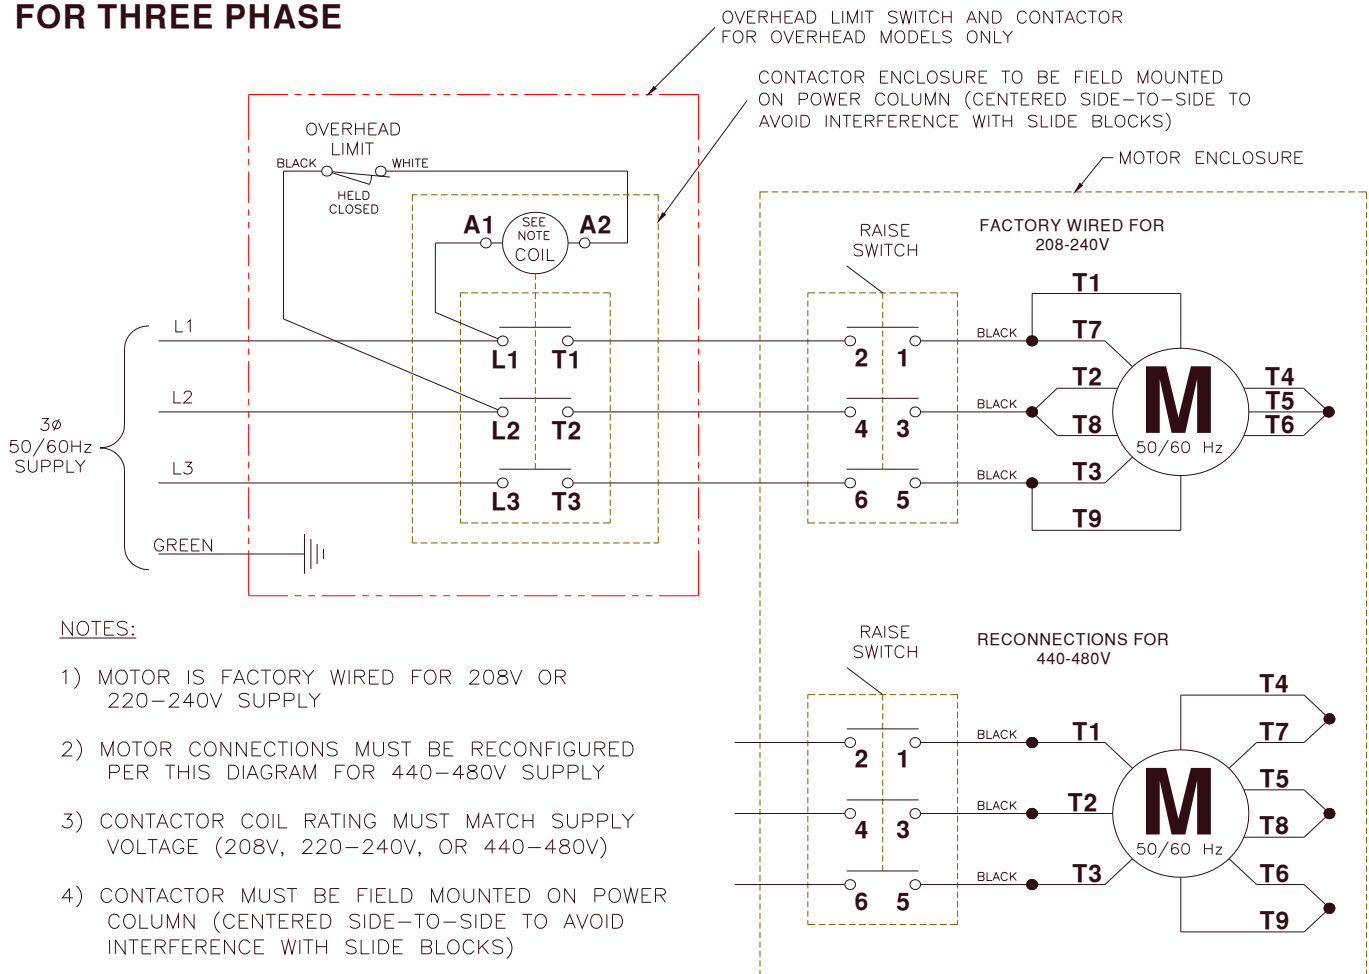 FOR THREE PHASE
OVERHEAD LIMIT SWITCH AND CONTACTOR
FOR OVERHEAD MODELS ONLY
CONTACTOR ENCLOSURE TO BE FIELD MOUNTED
ON POWER COLUMN (CENTERED SIDE-TO-SIDE TO
AVOID INTERFERENCE WITH SLIDE BLOCKS)
MOTOR ENCLOSURE
OVERHEAD
LIMIT
BLACK
WHITE
HELD
CLOSED
A1
SEE
NOTE
COIL
A2
L1
L2
L3
3ø
50/60Hz
SUPPLY
GREEN
L1 T1
L2 T2
L3 T3
RAISE
SWITCH
2 1
4 3
6 5
FACTORY WIRED FOR
208-240V
BLACK
BLACK
BLACK
T1
T7
T2
T8
T3
T9
M
50/60 Hz
T4
T5
T6
NOTES:
1) MOTOR IS FACTORY WIRED FOR 208V OR
220-240V SUPPLY
2) MOTOR CONNECTIONS MUST BE RECONFIGURED
PER THIS DIAGRAM FOR 440-480V SUPPLY
3) CONTACTOR COIL RATING MUST MATCH SUPPLY
VOLTAGE (208V, 220-240V, OR 440-480V)
4) CONTACTOR MUST BE FIELD MOUNTED ON POWER
COLUMN (CENTERED SIDE-TO-SIDE TO AVOID
INTERFERENCE WITH SLIDE BLOCKS)
RAISE
SWITCH
2 1
4 3
6 5
RECONNECTIONS FOR
440-480V
BLACK
BLACK
BLACK
T1
T2
T3
M
50/60 Hz
T4
T7
T5
T8
T6
T9